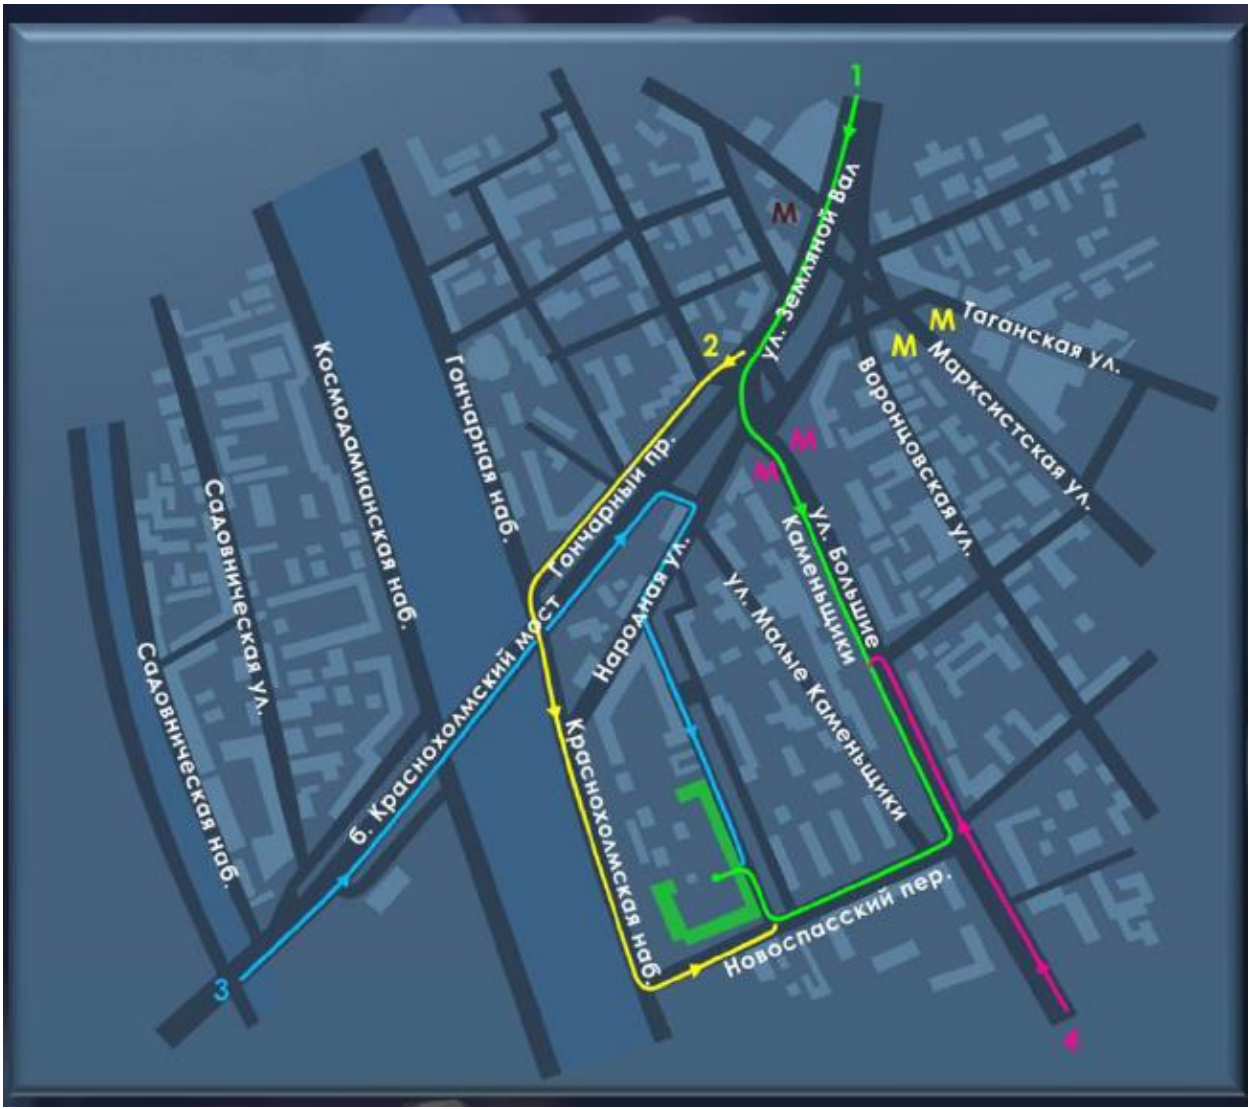 1
М
ул. Земляной Вал
М
М
Таганская ул.
2
Марксистская ул.
Воронцовская ул.
Космодамианская наб.
Гончарная наб.
М
М
Гончарный пр.
Садовническая ул.
ул. Большие
Каменьщики
Народная ул.
ул. Малые Каменьщики
б. Краснохолмский мост
Садовническая наб.
Краснохолмская наб.
Новоспасский пер.
3
4